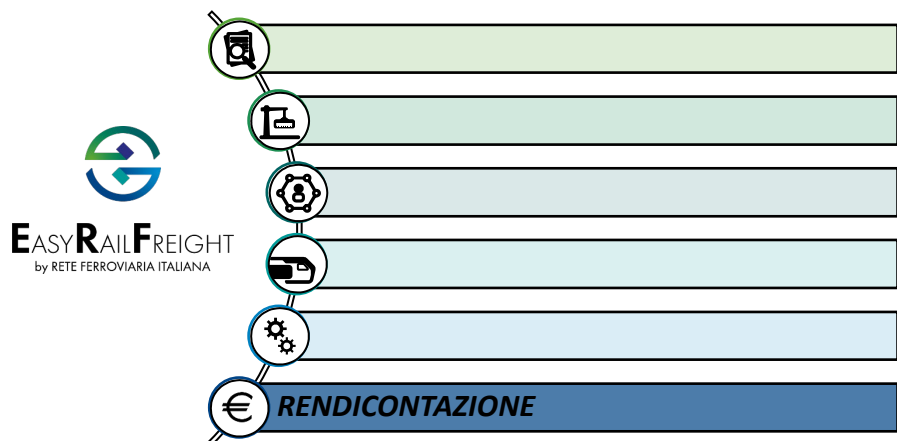 EASYRAILFREIGHT
by RETE FERROVIARIA ITALIANA
€ RENDICONTAZIONE